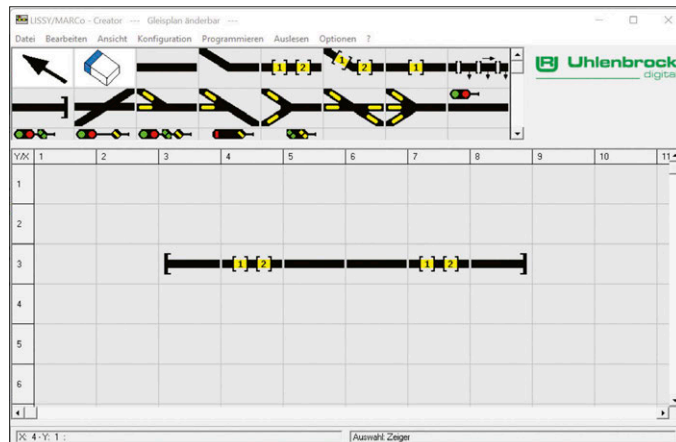 LISSY/MARCo - Creator --- Gleisplan änderbar ---
Datei Bearbeiten Ansicht Konfiguration Programmieren Auslesen Optionen ?
1 2 1 2 1
Uhlenbrock
digital
Y/X 1 2 3 4 5 6 7 8 9 10 11
1
2
3 1 2 1 2
4
5
6
X: 4 - Y: 1 : Auswahl: Zeiger